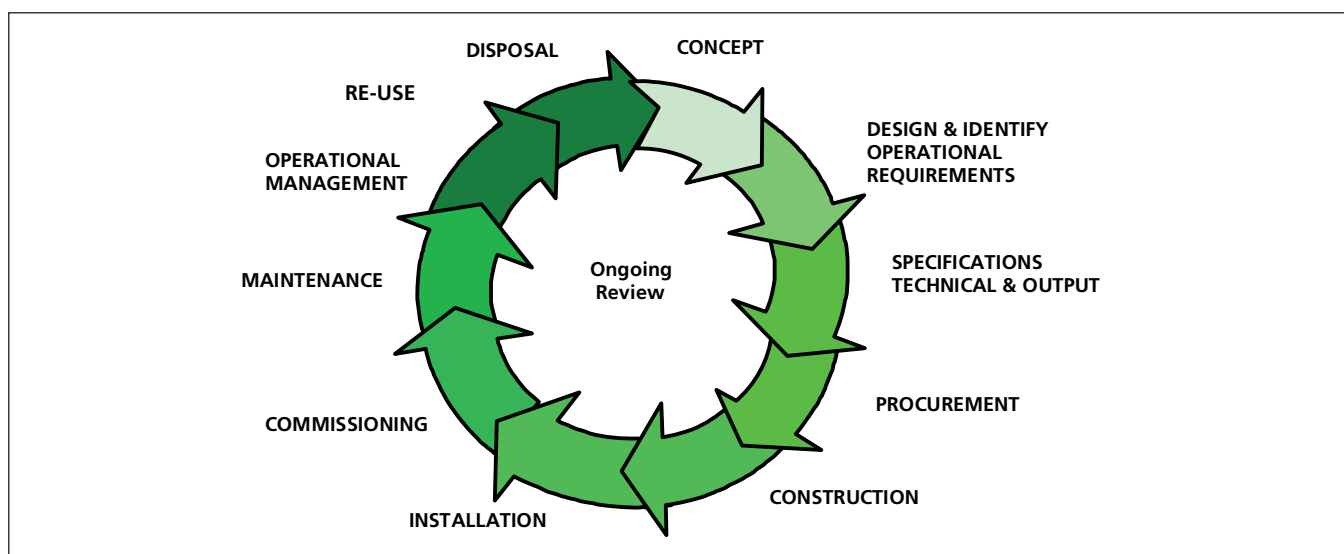 CONCEPT
DESIGN & IDENTIFY
OPERATIONAL
REQUIREMENTS
SPECIFICATIONS
TECHNICAL & OUTPUT
PROCUREMENT
CONSTRUCTION
INSTALLATION
COMMISSIONING
MAINTENANCE
OPERATIONAL
MANAGEMENT
RE-USE
DISPOSAL
Ongoing
Review